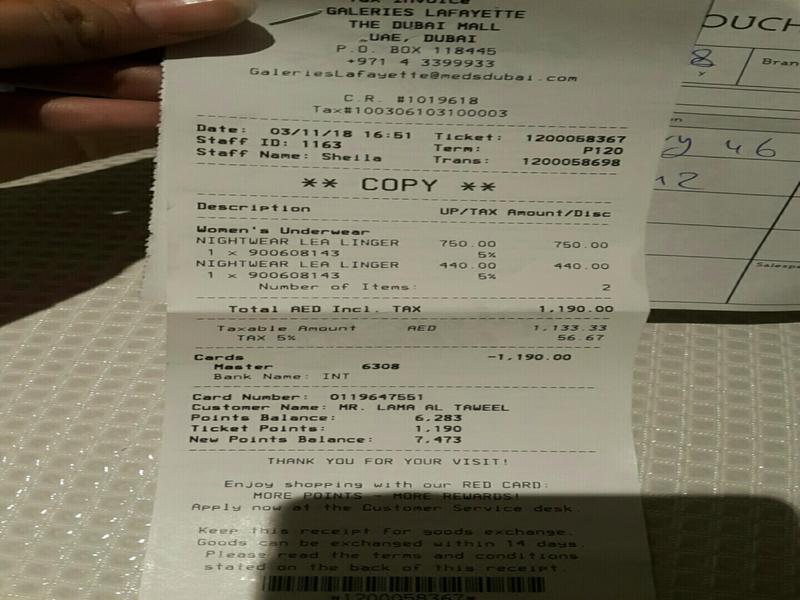 Tax Invoice
GALERIES LAFAYETTE
THE DUBAI MALL
UAE, DUBAI
P.O. BOX 118445
+971 4 3399933
GaleriesLafayette@medsdubai.com
C.R. #1019618
Tax#100306103100003
Date: 03/11/18 16:51 Ticket: 1200058367
Staff ID: 1163 Term: P120
Staff Name: Sheila Trans: 1200058698
** COPY **
Description UP/TAX Amount/Disc
Women's Underwear
NIGHTWEAR LEA LINGER 750.00 750.00
1 x 900608143 5%
NIGHTWEAR LEA LINGER 440.00 440.00
1 x 900608143 5%
Number of Items: 2
Total AED Incl. TAX 1,190.00
Taxable Amount AED 1,133.33
TAX 5% 56.67
Cards -1,190.00
Master 6308
Bank Name: INT
Card Number: 0119647551
Customer Name: MR. LAMA AL TAWEEL
Points Balance: 6,283
Ticket Points: 1,190
New Points Balance: 7,473
THANK YOU FOR YOUR VISIT!
Enjoy shopping with our RED CARD:
MORE POINTS - MORE REWARDS!
Apply now at the Customer Service desk.
Keep this receipt for goods exchange.
Goods can be exchanged within 14 days.
Please read the terms and conditions
stated on the back of this receipt.
*1200058367*
OUCH
8
Y
Bran
46
Salespe